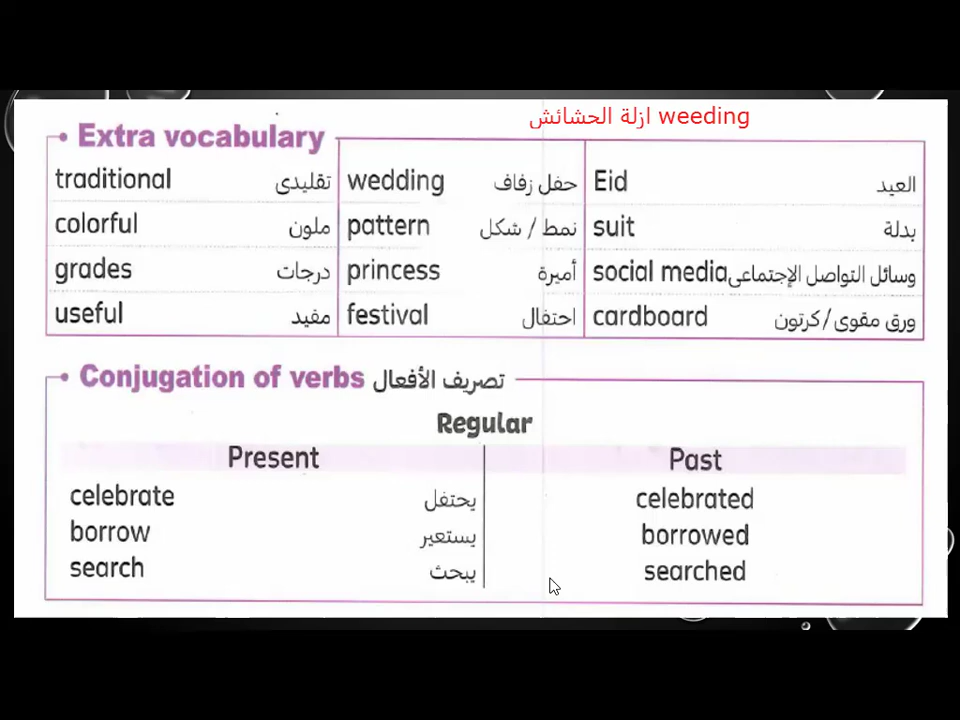 weeding ازلة الحشائش
• Extra vocabulary
traditional تقليدى wedding حفل زفاف Eid العيد
colorful ملون pattern نمط / شكل suit بدلة
grades درجات princess أميرة social media وسائل التواصل الإجتماعى
useful مفيد festival احتفال cardboard ورق مقوى/كرتون
• Conjugation of verbs تصريف الأفعال
Regular
Present Past
celebrate يحتفل celebrated
borrow يستعير borrowed
search يبحث searched